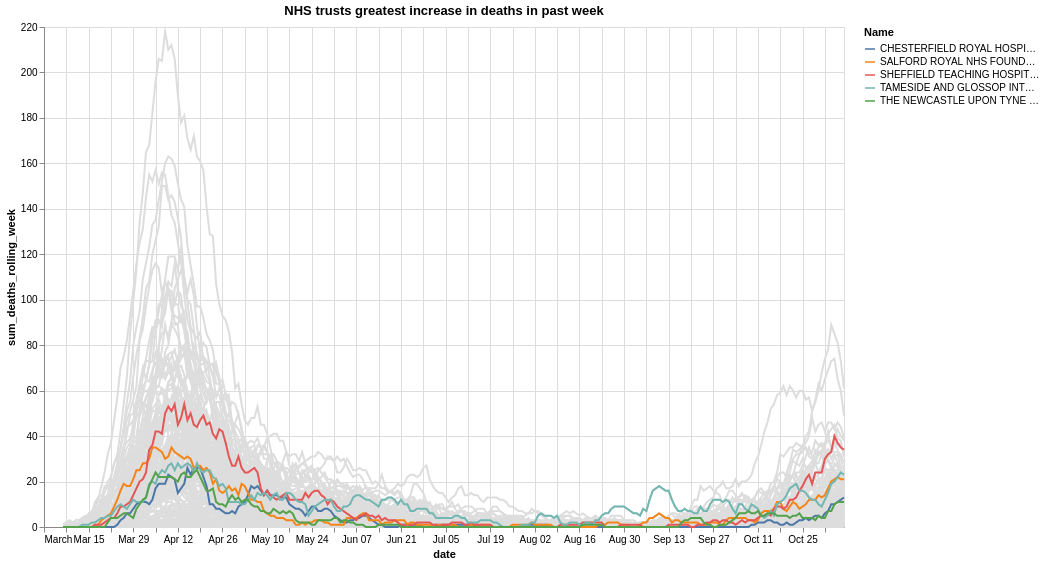 NHS trusts greatest increase in deaths in past week
220
200
180
160
140
120
100
80
60
40
20
0
sum_deaths_rolling_week
March Mar 15 Mar 29 Apr 12 Apr 26 May 10 May 24 Jun 07 Jun 21 Jul 05 Jul 19 Aug 02 Aug 16 Aug 30 Sep 13 Sep 27 Oct 11 Oct 25
date
Name
CHESTERFIELD ROYAL HOSPI…
SALFORD ROYAL NHS FOUND…
SHEFFIELD TEACHING HOSPIT…
TAMESIDE AND GLOSSOP INT…
THE NEWCASTLE UPON TYNE …